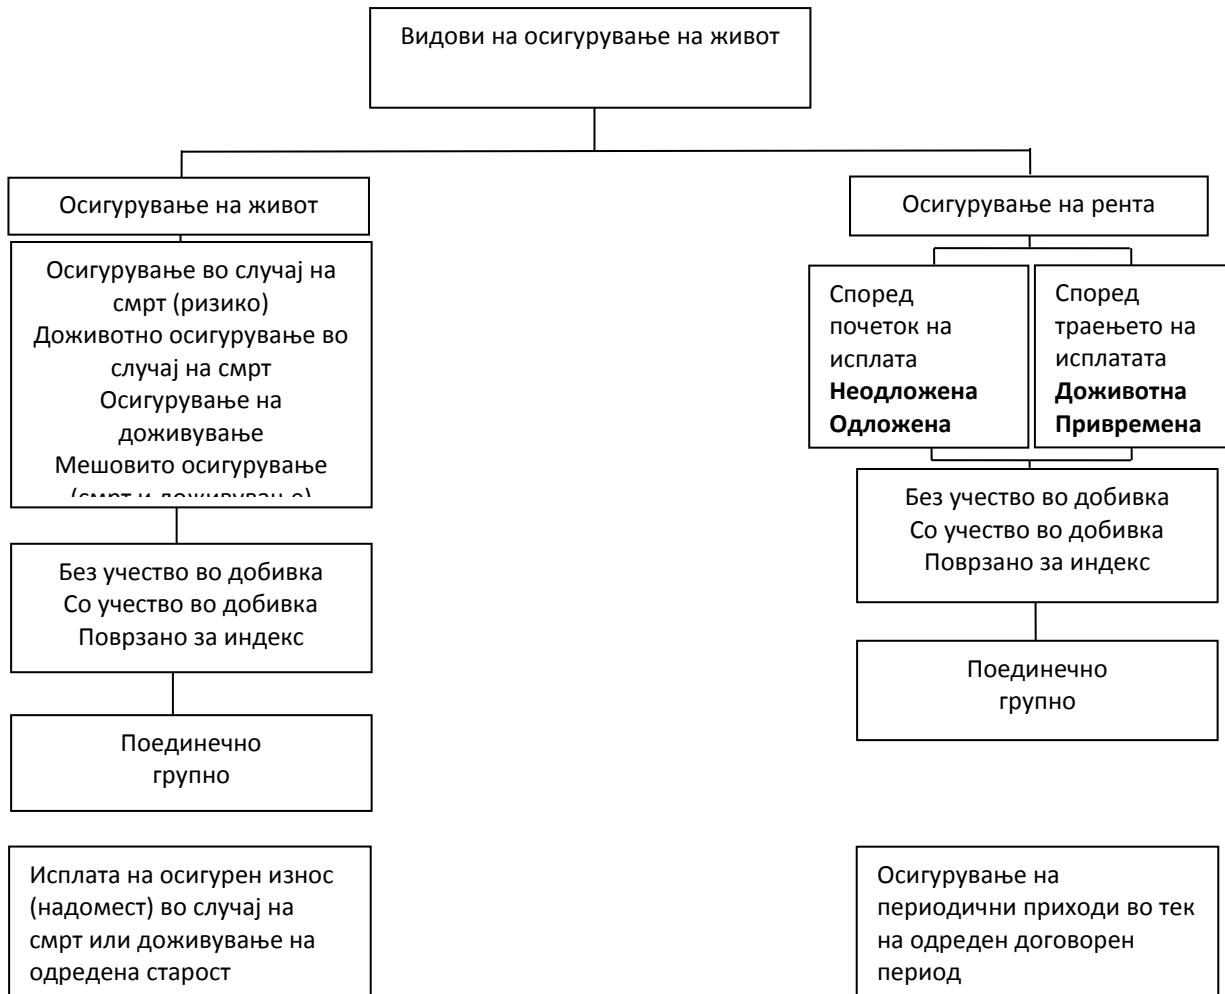 Видови на осигурување на живот
Осигурување на живот
Осигурување во случај на
смрт (ризико)
Доживотно осигурување во
случај на смрт
Осигурување на
доживување
Мешовито осигурување
(смрт и доживување)
Без учество во добивка
Со учество во добивка
Поврзано за индекс
Поединечно
групно
Исплата на осигурен износ
(надомест) во случај на
смрт или доживување на
одредена старост
Осигурување на рента
Според
почеток на
исплата
Неодложена
Одложена
Според
траењето на
исплатата
Доживотна
Привремена
Без учество во добивка
Со учество во добивка
Поврзано за индекс
Поединечно
групно
Осигурување на
периодични приходи во тек
на одреден договорен
период